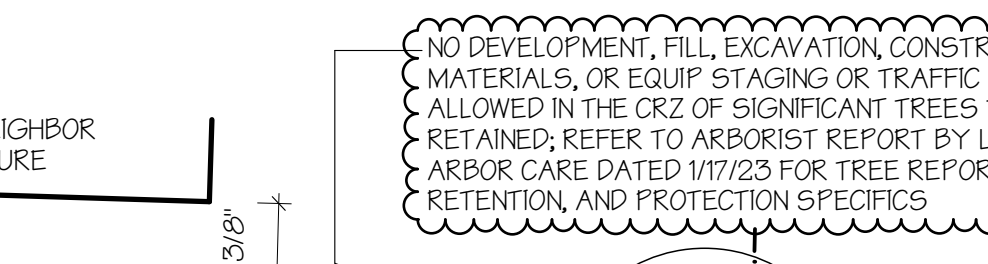 NO DEVELOPMENT, FILL, EXCAVATION, CONSTR
MATERIALS, OR EQUIP STAGING OR TRAFFIC
ALLOWED IN THE CRZ OF SIGNIFICANT TREES
RETAINED; REFER TO ARBORIST REPORT BY L
ARBOR CARE DATED 1/17/23 FOR TREE REPOR
RETENTION, AND PROTECTION SPECIFICS
IGHBOR
URE
3/8"